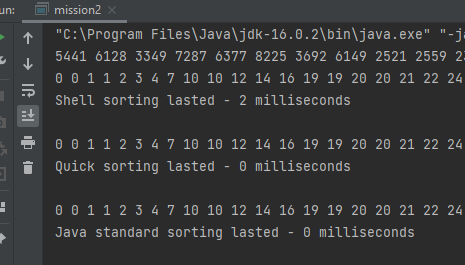 un:
mission2
"C:\Program Files\Java\jdk-16.0.2\bin\java.exe" "-ja
5441 6128 3349 7287 6377 8225 3692 6149 2521 2559 23
0 0 1 1 2 3 4 7 10 10 12 14 16 19 19 20 20 21 22 24
Shell sorting lasted - 2 milliseconds
0 0 1 1 2 3 4 7 10 10 12 14 16 19 19 20 20 21 22 24
Quick sorting lasted - 0 milliseconds
0 0 1 1 2 3 4 7 10 10 12 14 16 19 19 20 20 21 22 24
Java standard sorting lasted - 0 milliseconds